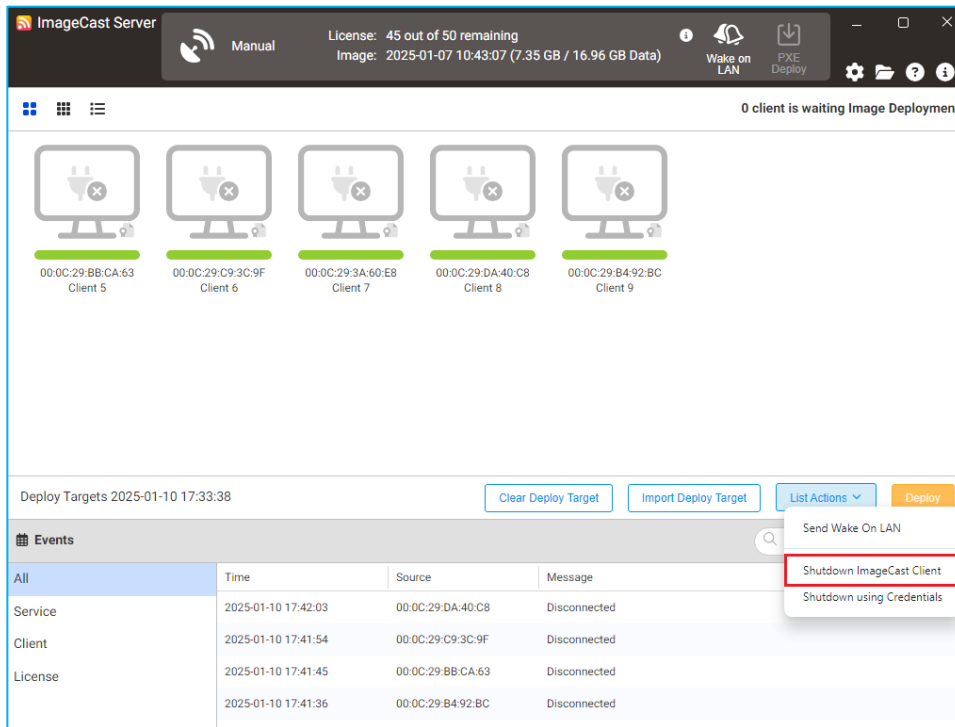 ImageCast Server
Manual
License: 45 out of 50 remaining
Image: 2025-01-07 10:43:07 (7.35 GB / 16.96 GB Data)
Wake on
LAN
PXE
Deploy
0 client is waiting Image Deploymen
00:0C:29:BB:CA:63
Client 5
00:0C:29:C9:3C:9F
Client 6
00:0C:29:3A:60:E8
Client 7
00:0C:29:DA:40:C8
Client 8
00:0C:29:B4:92:BC
Client 9
Deploy Targets 2025-01-10 17:33:38
Clear Deploy Target
Import Deploy Target
List Actions
Deploy
Send Wake On LAN
Shutdown ImageCast Client
Shutdown using Credentials
Events
All
Service
Client
License
Time Source Message
2025-01-10 17:42:03 00:0C:29:DA:40:C8 Disconnected
2025-01-10 17:41:54 00:0C:29:C9:3C:9F Disconnected
2025-01-10 17:41:45 00:0C:29:BB:CA:63 Disconnected
2025-01-10 17:41:36 00:0C:29:B4:92:BC Disconnected